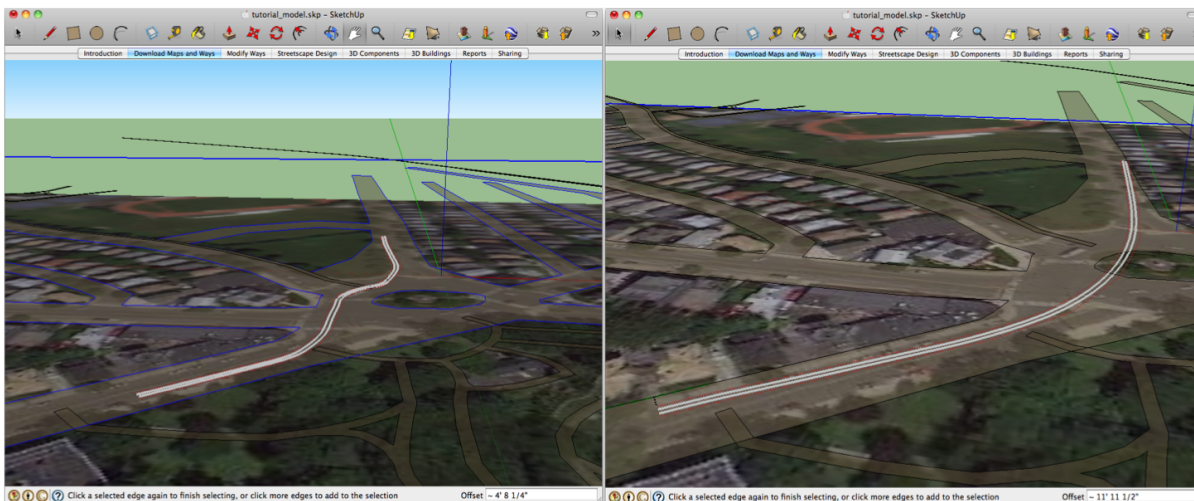 tutorial_model.skp - SketchUp
Introduction Download Maps and Ways Modify Ways Streetscape Design 3D Components 3D Buildings Reports Sharing
Click a selected edge again to finish selecting, or click more edges to add to the selection Offset ~ 4' 8 1/4"
tutorial_model.skp - SketchUp
Introduction Download Maps and Ways Modify Ways Streetscape Design 3D Components 3D Buildings Reports Sharing
Click a selected edge again to finish selecting, or click more edges to add to the selection Offset ~ 11' 11 1/2"